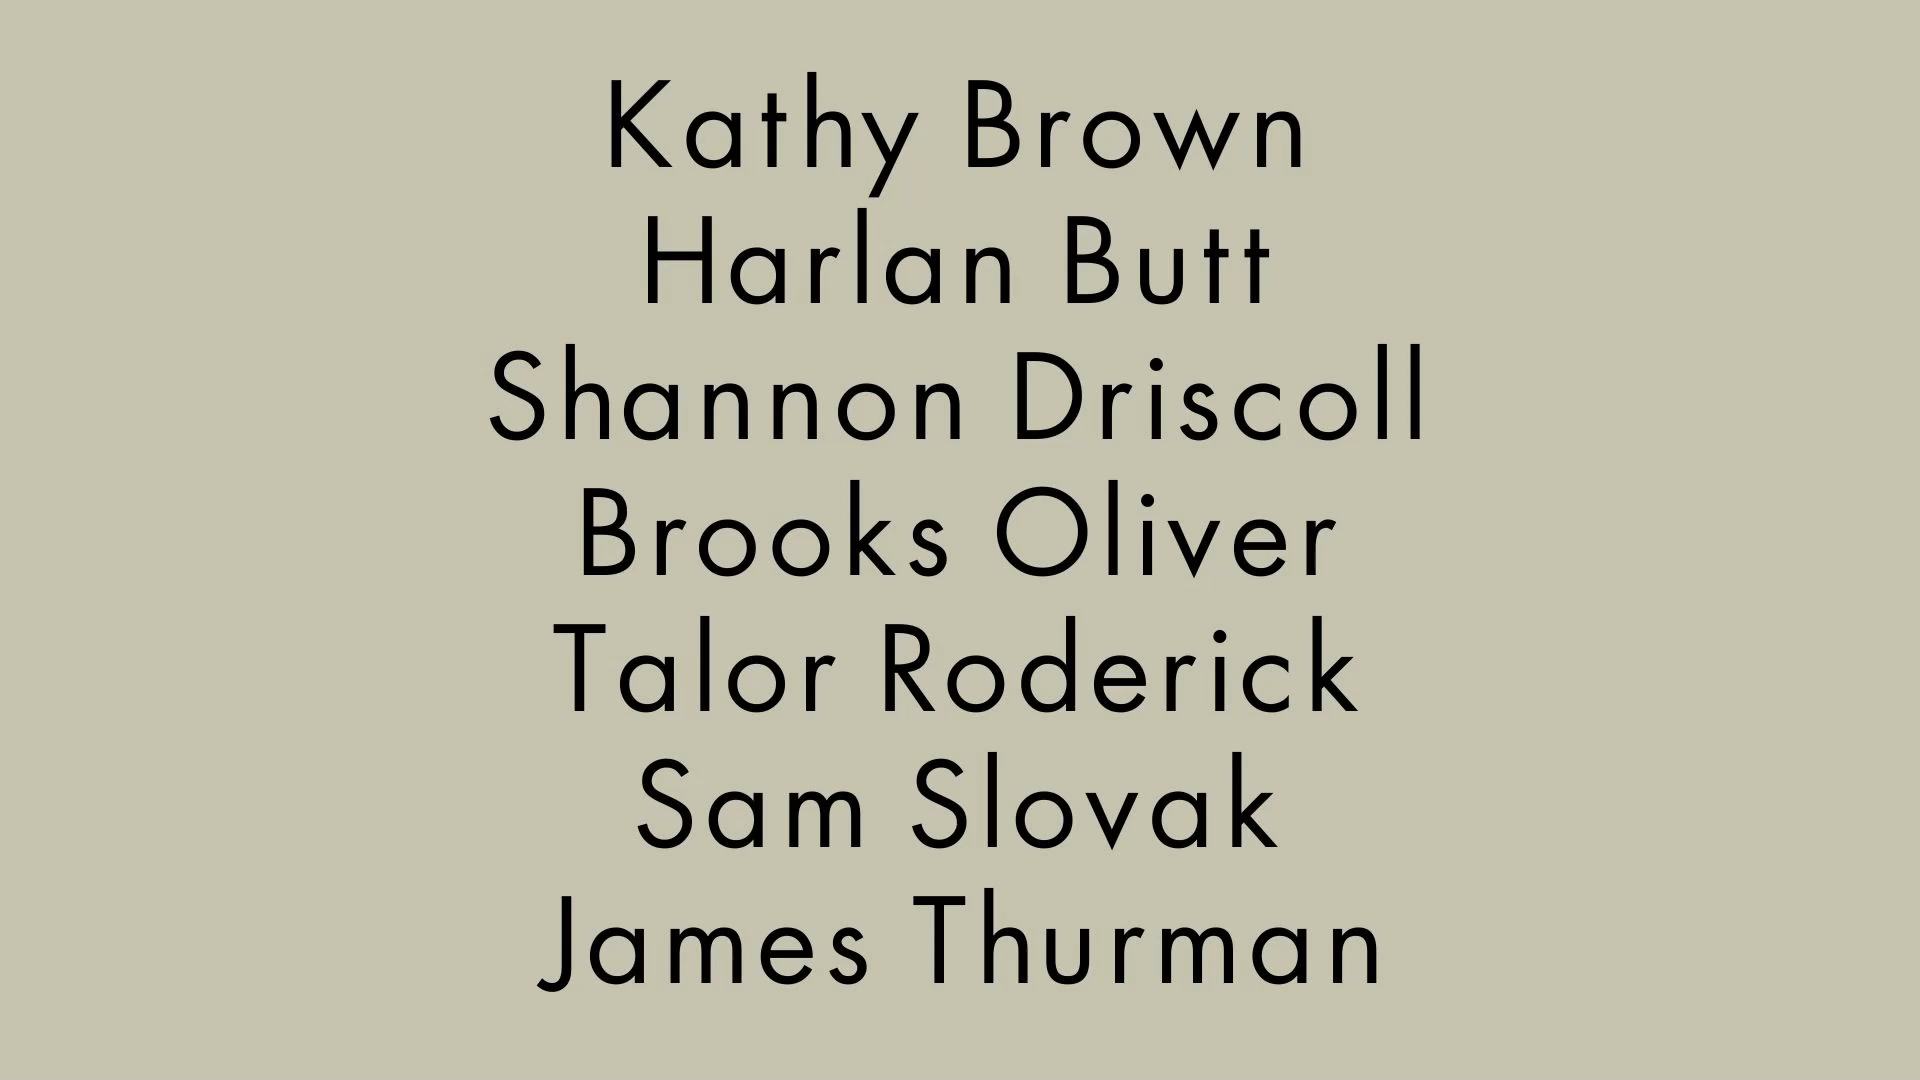 Kathy Brown
Harlan Butt
Shannon Driscoll
Brooks Oliver
Talor Roderick
Sam Slovak
James Thurman